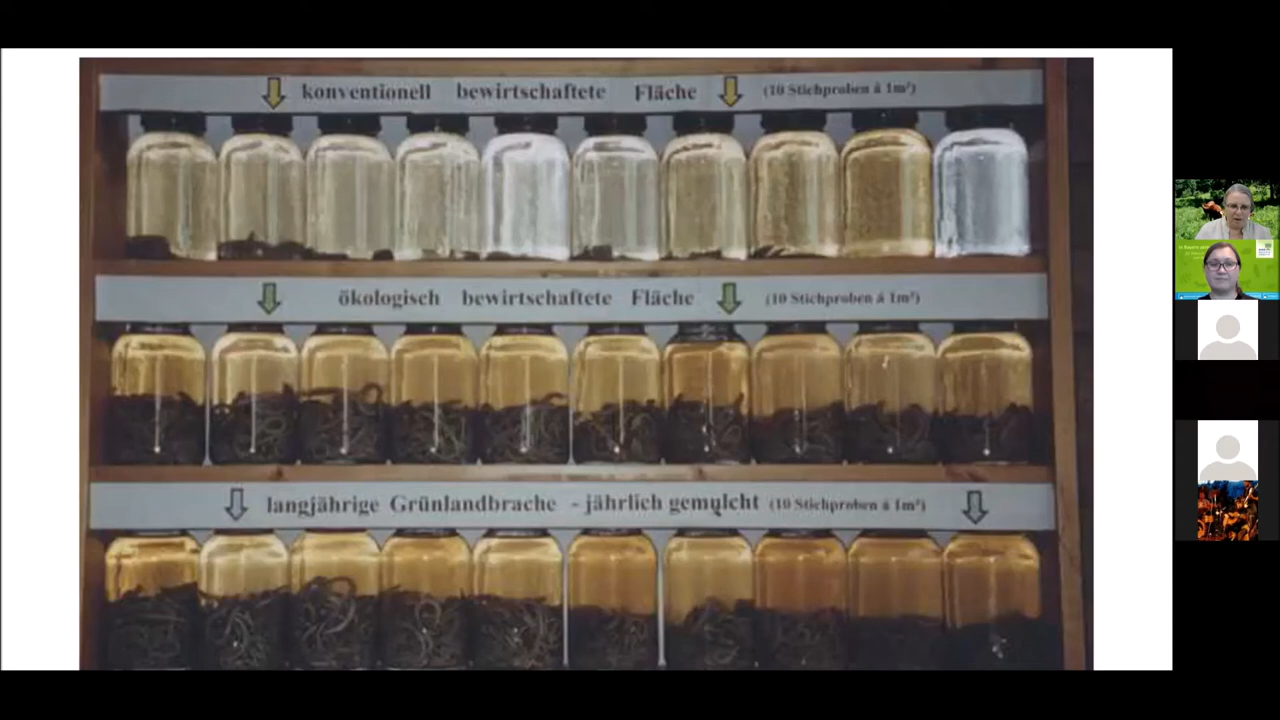 konventionell bewirtschaftete Fläche (10 Stichproben á 1m²)
ökologisch bewirtschaftete Fläche (10 Stichproben á 1m²)
langjährige Grünlandbrache - jährlich gemulcht (10 Stichproben á 1m²)